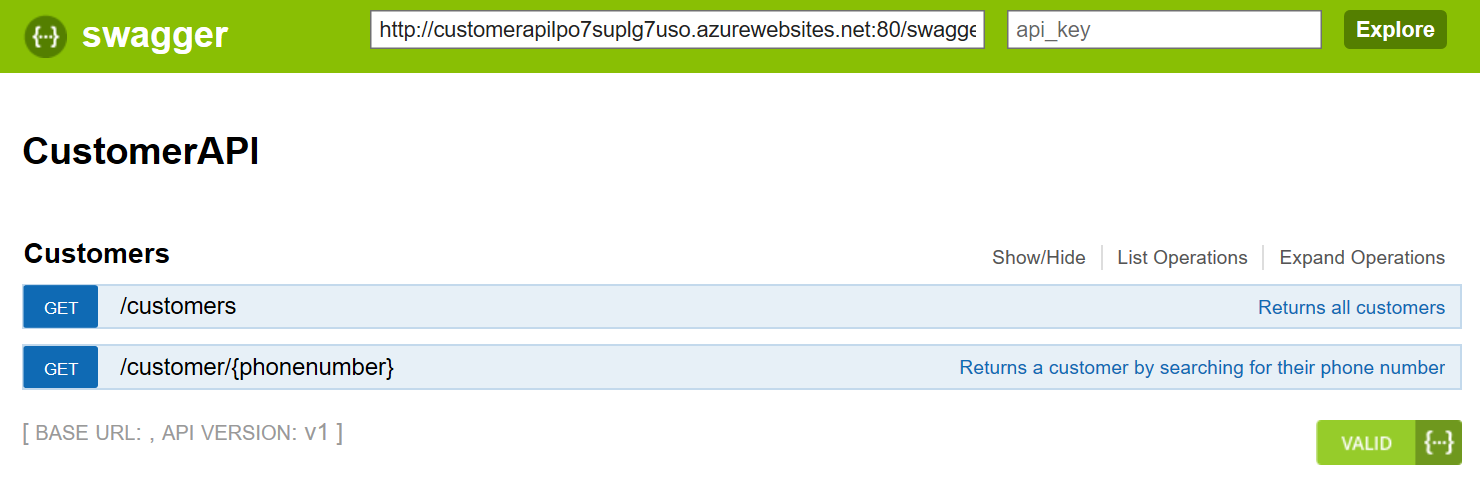 {...} swagger http://customerapilpo7suplg7uso.azurewebsites.net:80/swagge api_key Explore
CustomerAPI
Customers Show/Hide List Operations Expand Operations
GET /customers Returns all customers
GET /customer/{phonenumber} Returns a customer by searching for their phone number
[ BASE URL: , API VERSION: v1 ]
VALID {...}